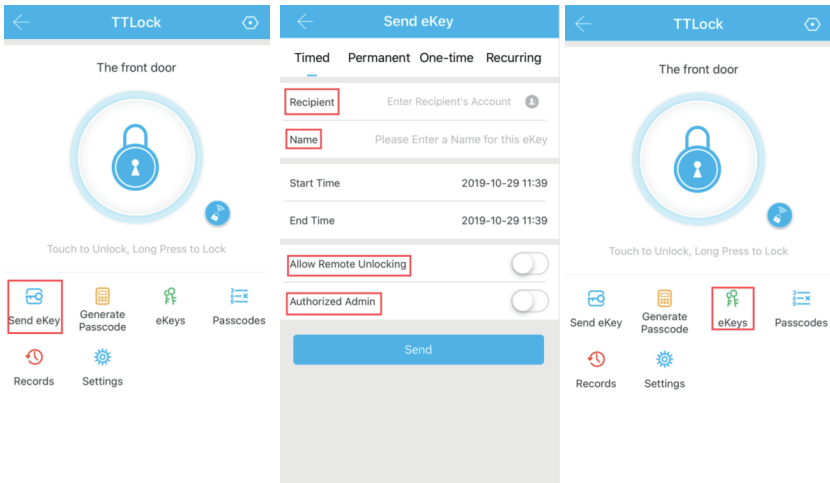 TTLock
The front door
Touch to Unlock, Long Press to Lock
Send eKey
Generate
Passcode
eKeys
Passcodes
Records
Settings
Send eKey
Timed
Permanent
One-time
Recurring
Recipient
Enter Recipient's Account
Name
Please Enter a Name for this eKey
Start Time
2019-10-29 11:39
End Time
2019-10-29 11:39
Allow Remote Unlocking
Authorized Admin
Send
TTLock
The front door
Touch to Unlock, Long Press to Lock
Send eKey
Generate
Passcode
eKeys
Passcodes
Records
Settings